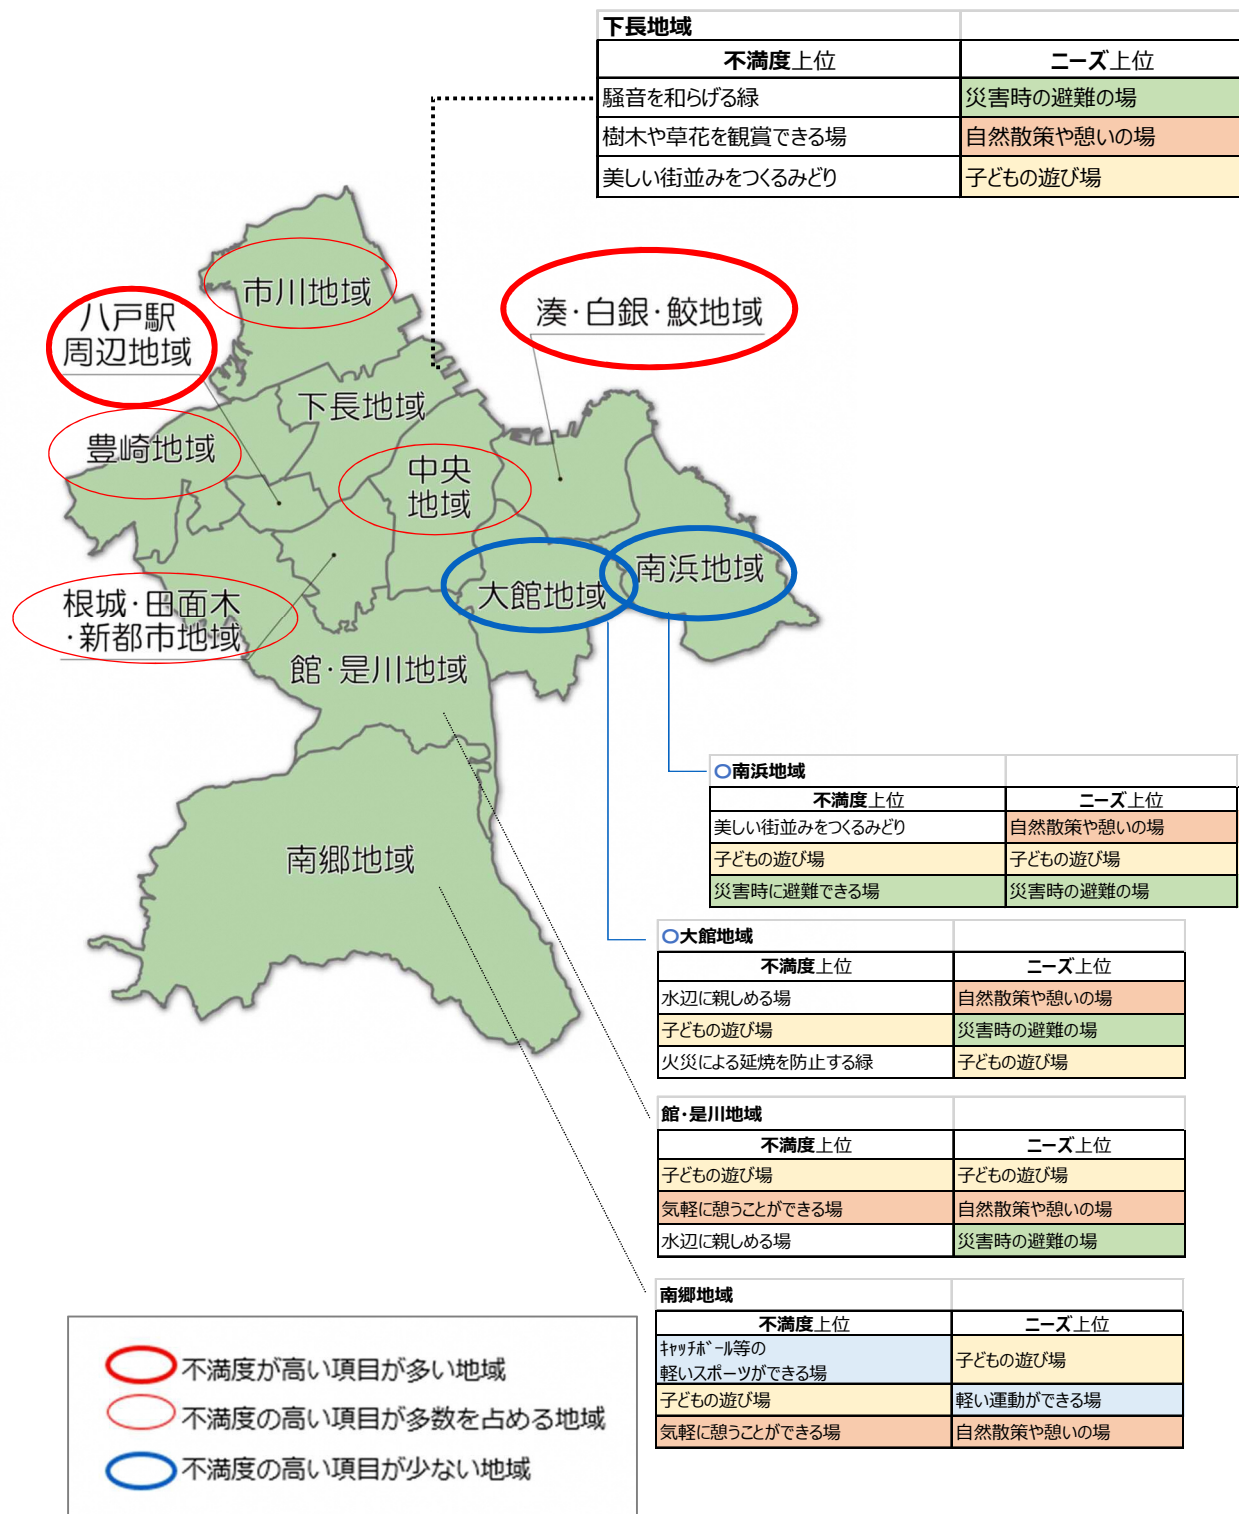 下長地域
不満度上位 ニーズ上位
騒音を和らげる緑 災害時の避難の場
樹木や草花を観賞できる場 自然散策や憩いの場
美しい街並みをつくるみどり 子どもの遊び場
市川地域
八戸駅
周辺地域
湊・白銀・鮫地域
下長地域
豊崎地域
中央
地域
南浜地域
大館地域
根城・田面木
・新都市地域
館・是川地域
南郷地域
〇南浜地域
不満度上位 ニーズ上位
美しい街並みをつくるみどり 自然散策や憩いの場
子どもの遊び場 子どもの遊び場
災害時に避難できる場 災害時の避難の場
〇大館地域
不満度上位 ニーズ上位
水辺に親しめる場 自然散策や憩いの場
子どもの遊び場 災害時の避難の場
火災による延焼を防止する緑 子どもの遊び場
館・是川地域
不満度上位 ニーズ上位
子どもの遊び場 子どもの遊び場
気軽に憩うことができる場 自然散策や憩いの場
水辺に親しめる場 災害時の避難の場
南郷地域
不満度上位 ニーズ上位
ｷｬｯﾁﾎﾞｰﾙ等の
軽いスポーツができる場 子どもの遊び場
子どもの遊び場 軽い運動ができる場
気軽に憩うことができる場 自然散策や憩いの場
不満度が高い項目が多い地域
不満度の高い項目が多数を占める地域
不満度の高い項目が少ない地域